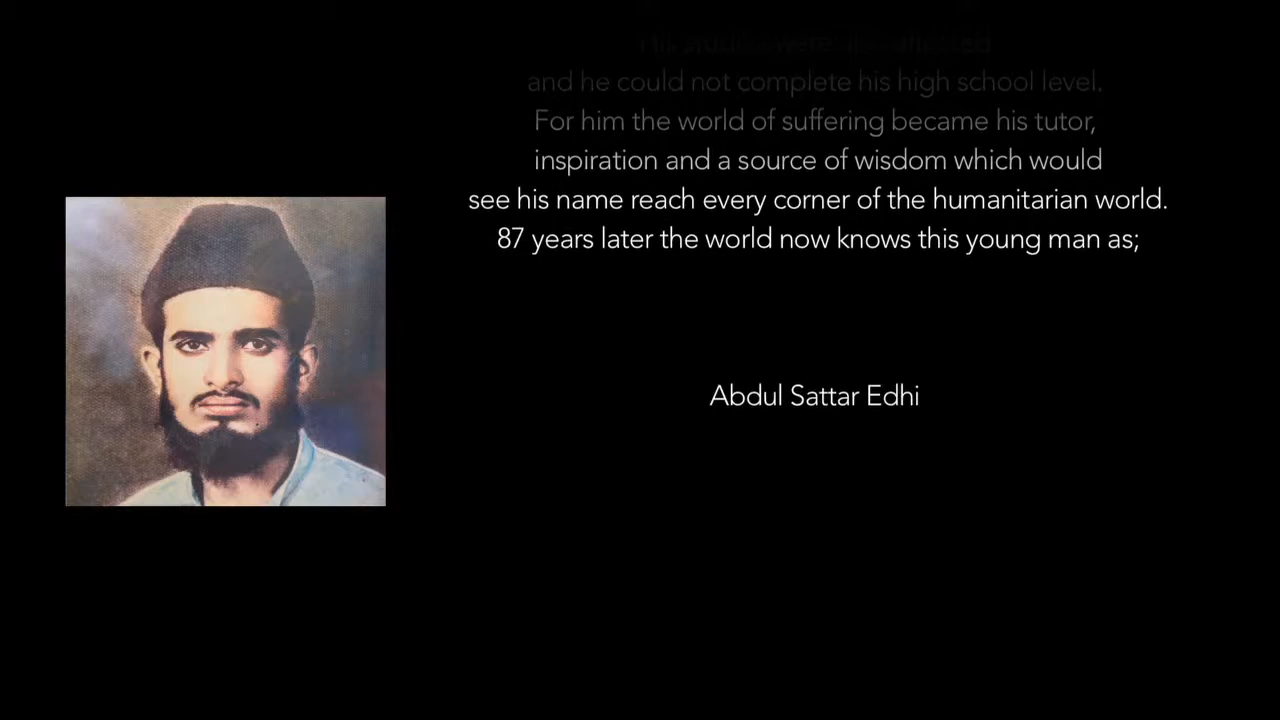 and he could not complete his high school level.
For him the world of suffering became his tutor,
inspiration and a source of wisdom which would
see his name reach every corner of the humanitarian world.
87 years later the world now knows this young man as;
Abdul Sattar Edhi